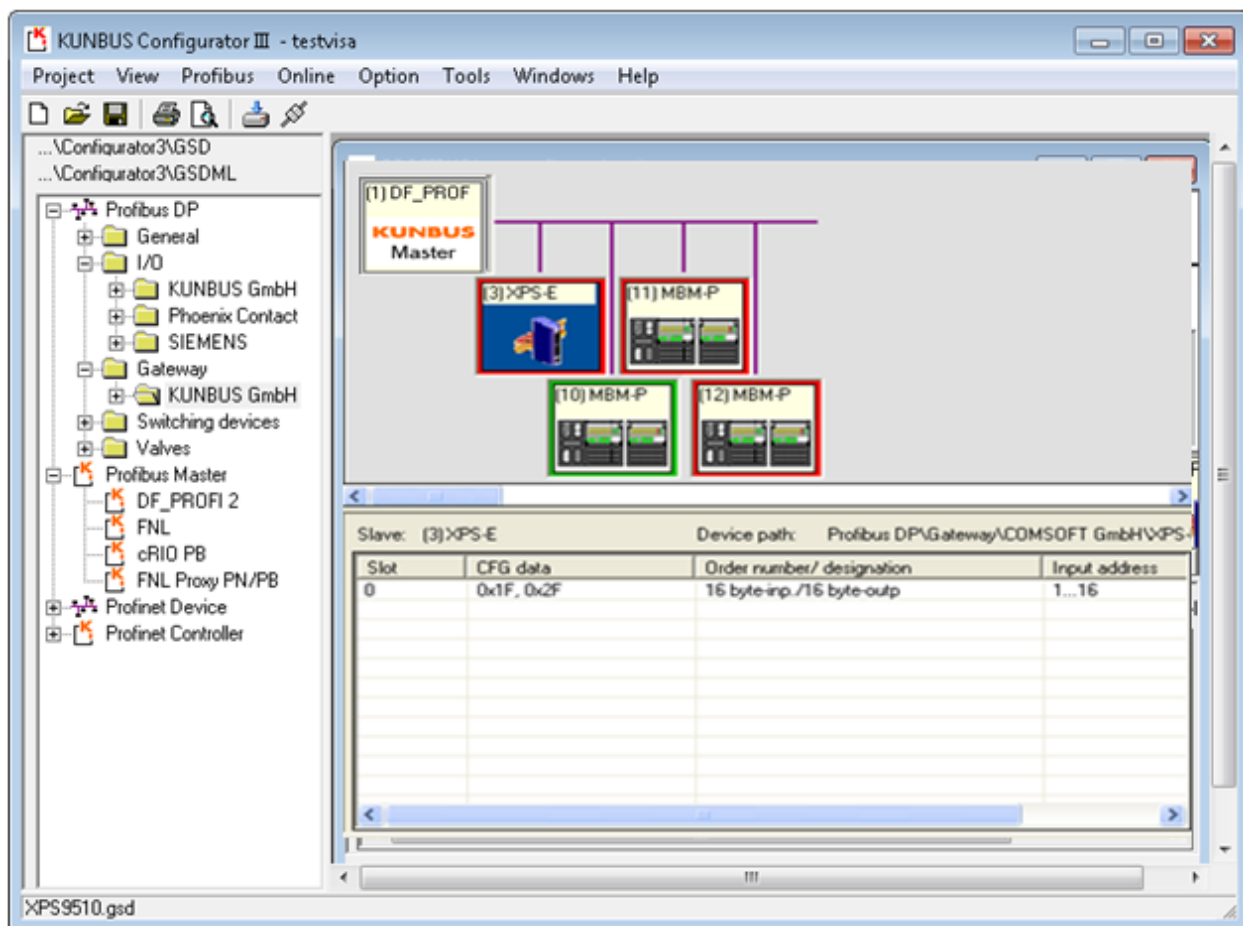 KUNBUS Configurator III - testvisa
Project View Profibus Online Option Tools Windows Help
...\Configurator3\GSD
...\Configurator3\GSDML
Profibus DP
General
I/O
KUNBUS GmbH
Phoenix Contact
SIEMENS
Gateway
KUNBUS GmbH
Switching devices
Valves
Profibus Master
DF_PROFI 2
FNL
cRIO PB
FNL Proxy PN/PB
Profinet Device
Profinet Controller
(1) DF_PROF
KUNBUS
Master
(3) XPS-E
(11) MBM-P
(10) MBM-P
(12) MBM-P
Slave: (3) XPS-E Device path: Profibus DP\Gateway\COMSOFT GmbH\XPS-
Slot CFG data Order number/ designation Input address
0 0x1F, 0x2F 16 byte-inp./16 byte-outp 1...16
XPS9510.gsd